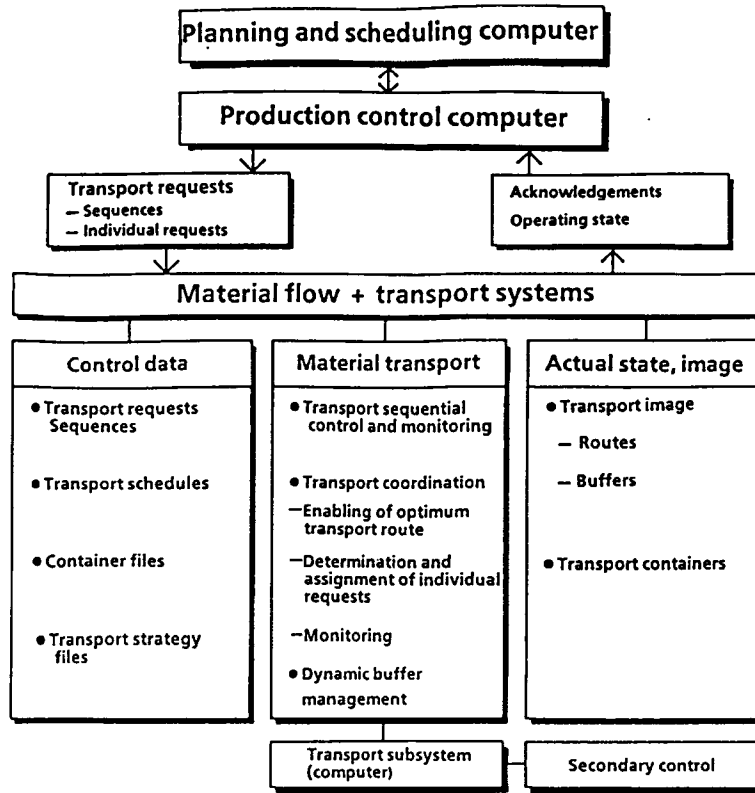 Planning and scheduling computer
Production control computer
Transport requests
— Sequences
— Individual requests
Acknowledgements
Operating state
Material flow + transport systems
Control data
● Transport requests
Sequences
● Transport schedules
● Container files
● Transport strategy
files
Material transport
● Transport sequential
control and monitoring
● Transport coordination
— Enabling of optimum
transport route
— Determination and
assignment of individual
requests
— Monitoring
● Dynamic buffer
management
Actual state, image
● Transport image
— Routes
— Buffers
● Transport containers
Transport subsystem
(computer)
Secondary control